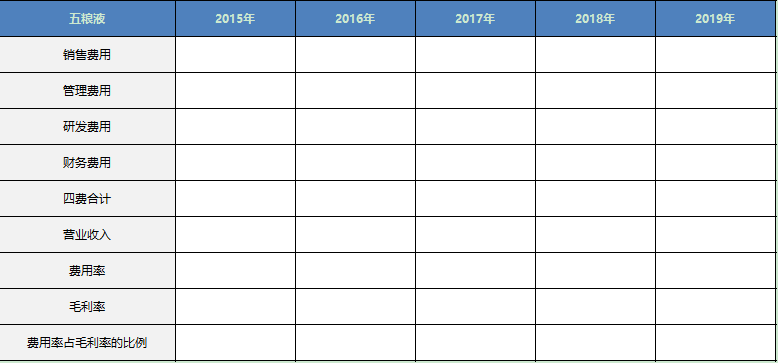 五粮液 2015年 2016年 2017年 2018年 2019年
销售费用
管理费用
研发费用
财务费用
四费合计
营业收入
费用率
毛利率
费用率占毛利率的比例